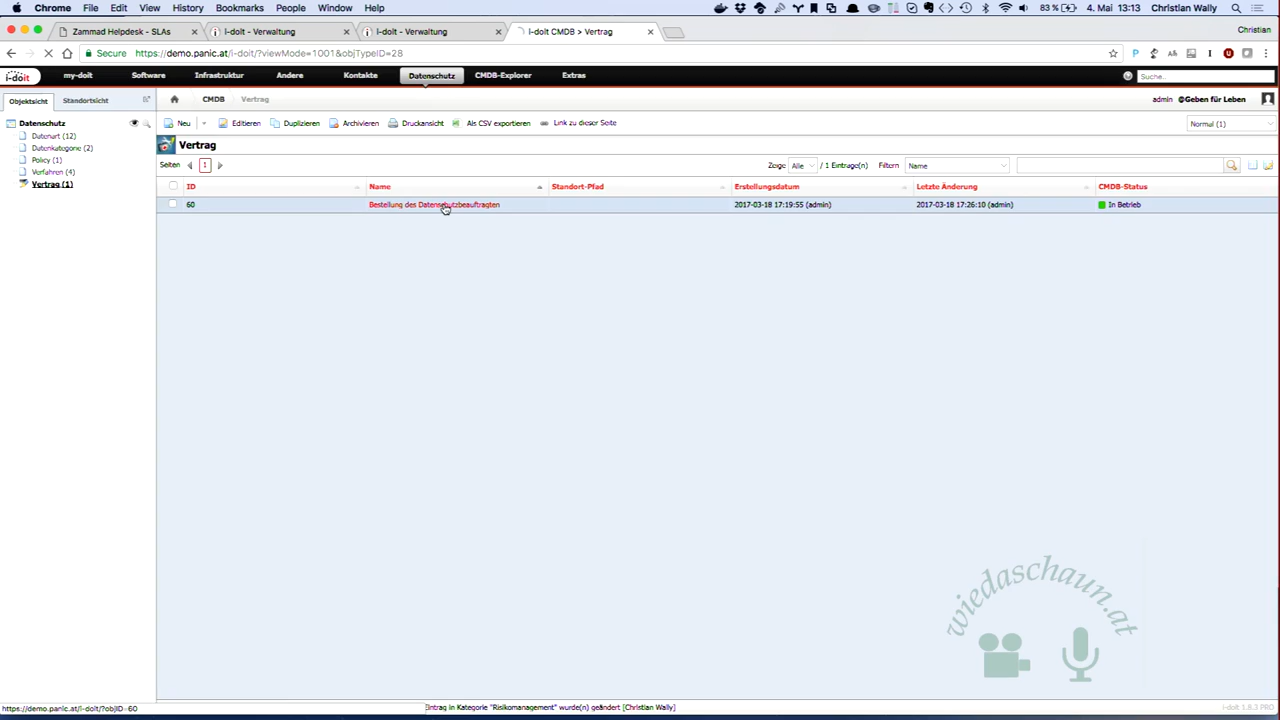 Chrome File Edit View History Bookmarks People Window Help 83 % 4. Mai 13:13 Christian Wally
Zammad Helpdesk - SLAs i-doit - Verwaltung i-doit - Verwaltung i-doit CMDB > Vertrag Christian
Secure https://demo.panic.at/i-doit/?viewMode=1001&objTypeID=28
i-doit my-doit Software Infrastruktur Andere Kontakte Datenschutz CMDB-Explorer Extras Suche..
Objektsicht Standortsicht CMDB Vertrag admin @Geben für Leben
Datenschutz Neu Editieren Duplizieren Archivieren Druckansicht Als CSV exportieren Link zu dieser Seite Normal (1)
Datenart (12)
Datenkategorie (2) Vertrag
Policy (1)
Verfahren (4) Seiten 1 Zeige Alle / 1 Einträge(n) Filtern Name
Vertrag (1)
ID Name Standort-Pfad Erstellungsdatum Letzte Änderung CMDB-Status
60 Bestellung des Datenschutzbeauftragten 2017-03-18 17:19:55 (admin) 2017-03-18 17:26:10 (admin) In Betrieb
wiedaschaun.at
https://demo.panic.at/i-doit/?objID=60 Eintrag in Kategorie "Risikomanagement" wurde(n) geändert [Christian Wally] i-doit 1.8.3 PRO